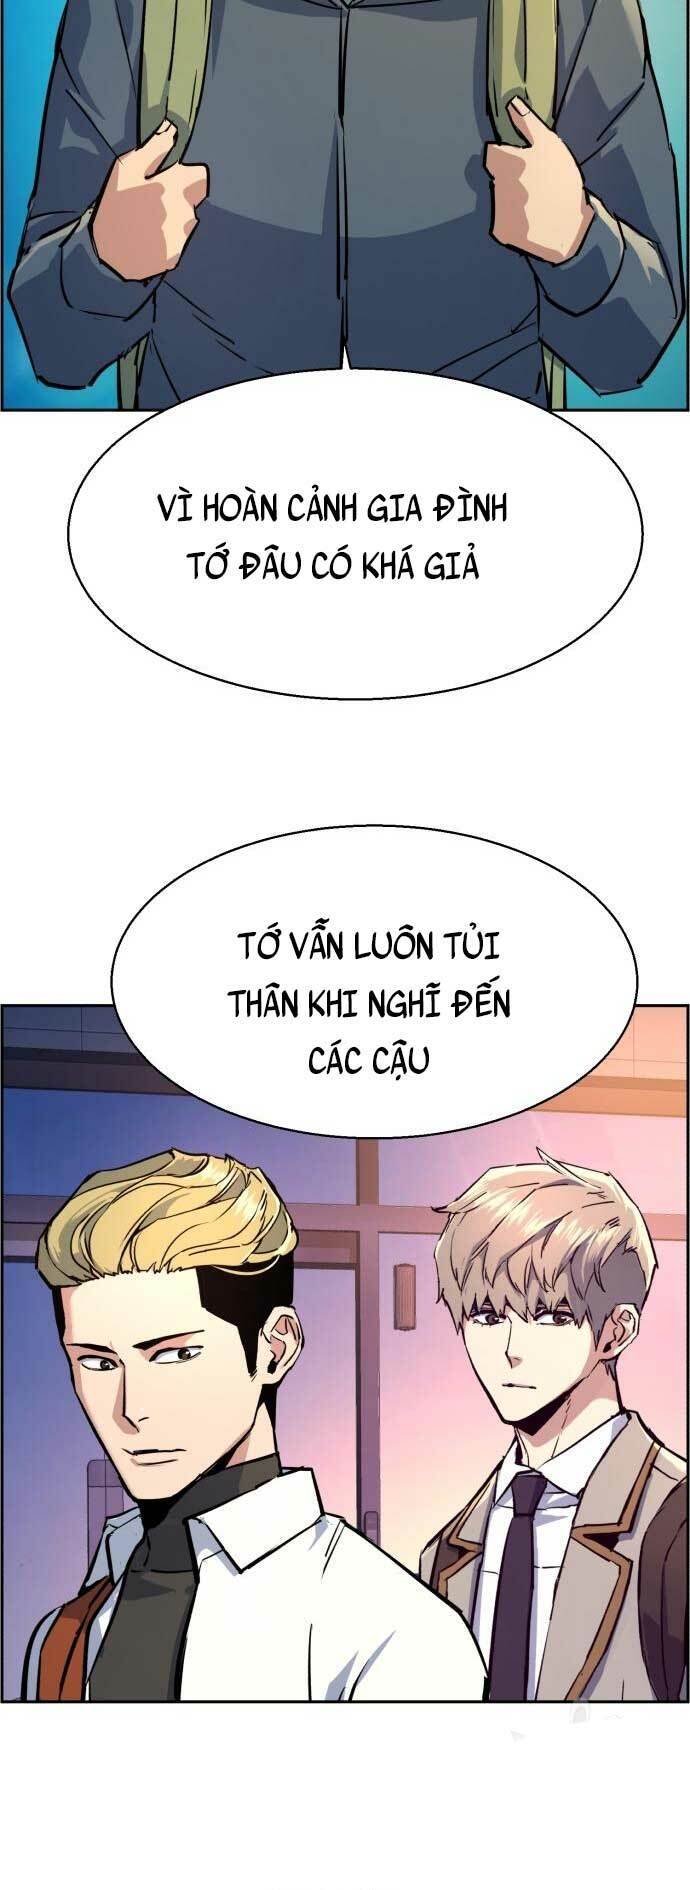 VÌ HOÀN CẢNH GIA ĐÌNH
TỚ ĐÂU CÓ KHÁ GIẢ
TỚ VẪN LUÔN TỦI
THÂN KHI NGHĨ ĐẾN
CÁC CẬU